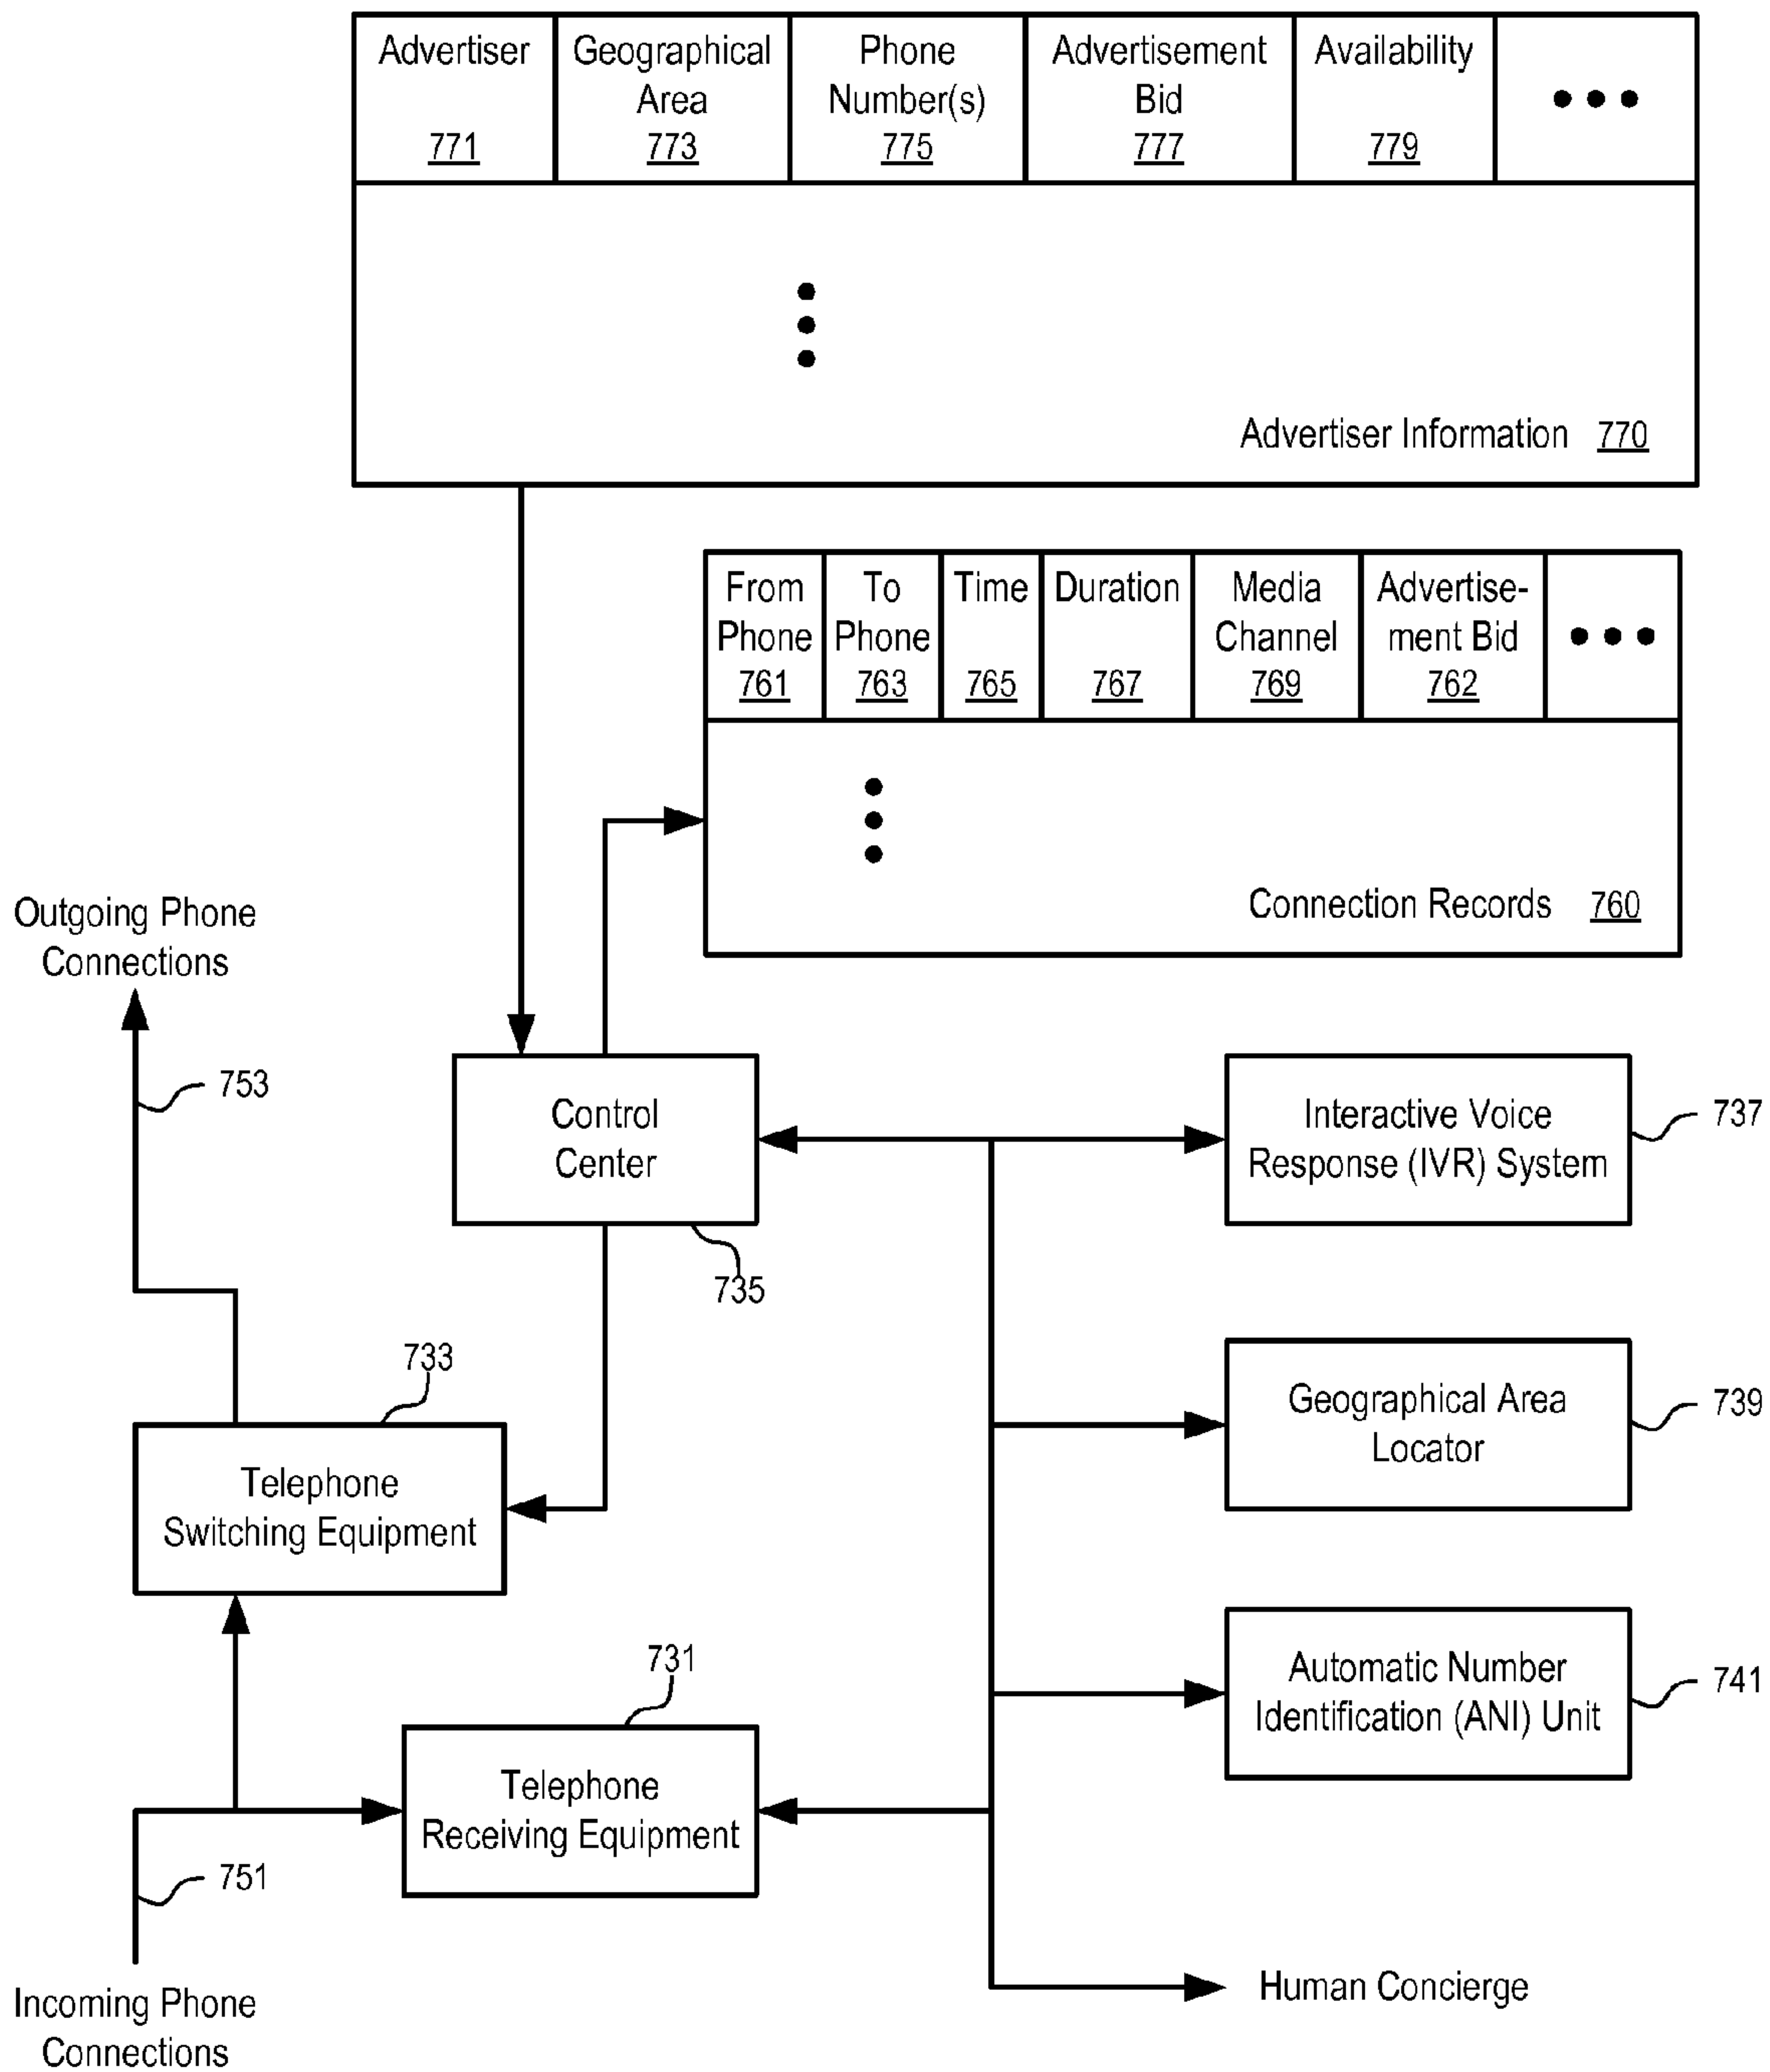 Advertiser
771
Geographical
Area
773
Phone
Number(s)
775
Advertisement
Bid
777
Availability
779
Advertiser Information 770
From
Phone
761
To
Phone
763
Time
765
Duration
767
Media
Channel
769
Advertise-
ment Bid
762
Connection Records 760
Outgoing Phone
Connections
753
Control
Center
735
Interactive Voice
Response (IVR) System
737
733
Telephone
Switching Equipment
Geographical Area
Locator
739
731
Telephone
Receiving Equipment
Automatic Number
Identification (ANI) Unit
741
751
Incoming Phone
Connections
Human Concierge